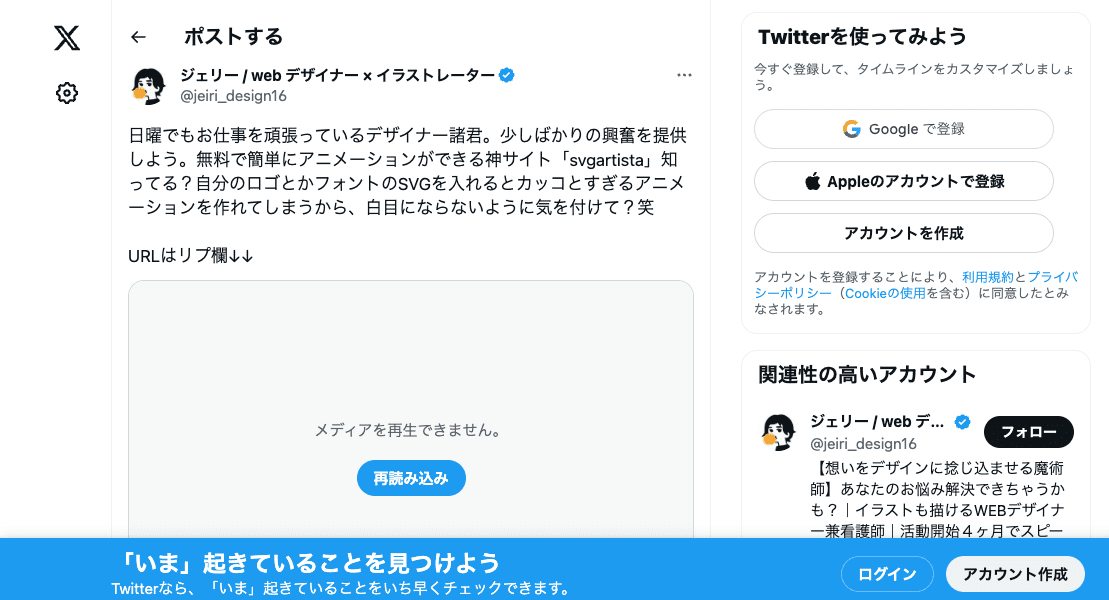 ポストする
ジェリー / web デザイナー × イラストレーター
@jeiri_design16
日曜でもお仕事を頑張っているデザイナー諸君。少しばかりの興奮を提供
しよう。無料で簡単にアニメーションができる神サイト「svgartista」知
ってる？自分のロゴとかフォントのSVGを入れるとカッコとすぎるアニメ
ーションを作れてしまうから、白目にならないように気を付けて？笑
URLはリプ欄↓↓
メディアを再生できません。
再読み込み
Twitterを使ってみよう
今すぐ登録して、タイムラインをカスタマイズしましょ
う。
Google で登録
Appleのアカウントで登録
アカウントを作成
アカウントを登録することにより、利用規約とプライバ
シーポリシー（Cookieの使用を含む）に同意したとみ
なされます。
関連性の高いアカウント
ジェリー / web デ...
@jeiri_design16
フォロー
【想いをデザインに捻じ込ませる魔術
師】あなたのお悩み解決できちゃうか
も？｜イラストも描けるWEBデザイナ
ー兼看護師｜活動開始４ヶ月でスピー
「いま」起きていることを見つけよう
Twitterなら、「いま」起きていることをいち早くチェックできます。
ログイン
アカウント作成